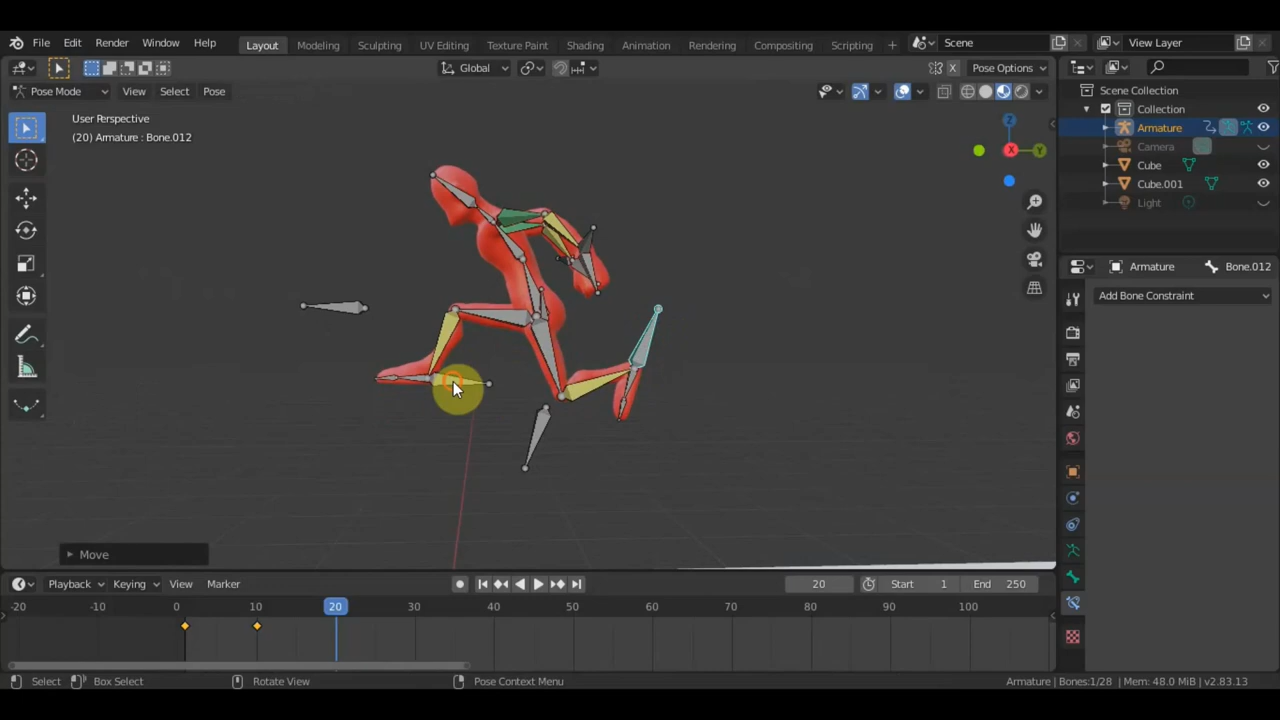 File Edit Render Window Help Layout Modeling Sculpting UV Editing Texture Paint Shading Animation Rendering Compositing Scripting + Scene View Layer
Global Pose Options
Pose Mode View Select Pose
User Perspective
(20) Armature : Bone.012
Z
X
Y
Scene Collection
Collection
Armature
Camera
Cube
Cube.001
Light
Armature Bone.012
Add Bone Constraint
Move
Playback Keying View Marker 20 Start 1 End 250
-20 -10 0 10 20 30 40 50 60 70 80 90 100
Select Box Select Rotate View Pose Context Menu Armature | Bones:1/28 | Mem: 48.0 MiB | v2.83.13